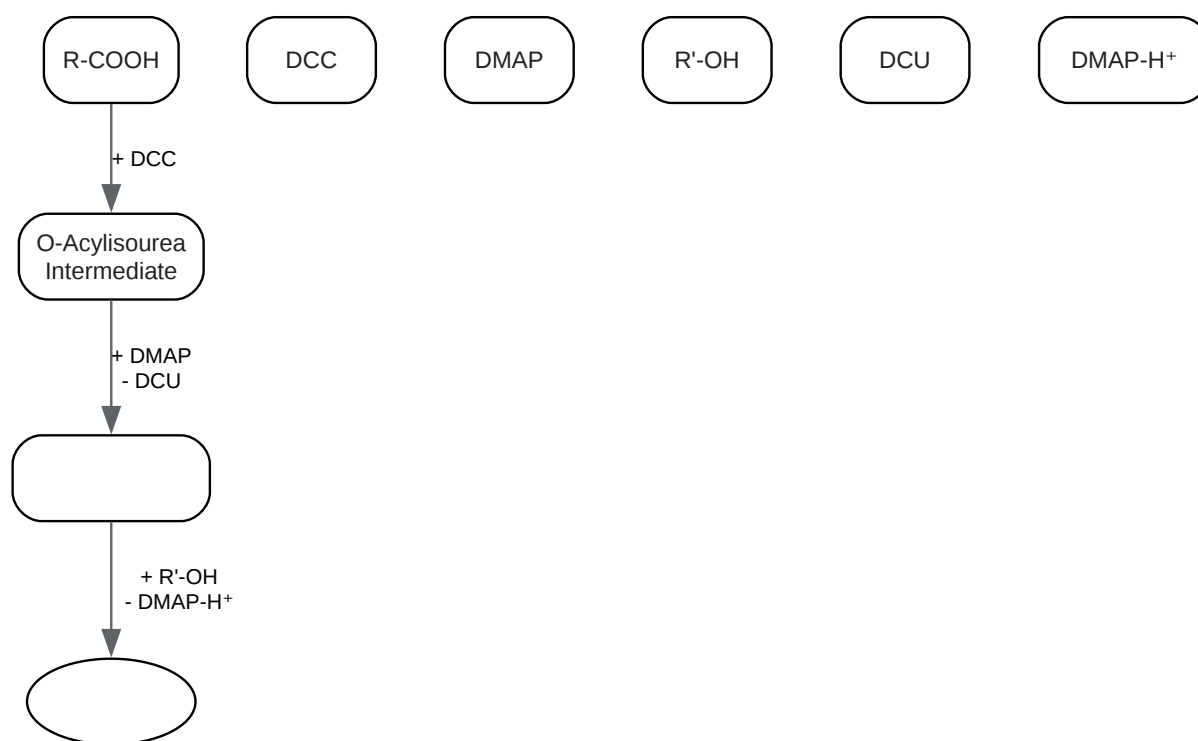 R-COOH
DCC
DMAP
R'-OH
DCU
DMAP-H⁺
+ DCC
O-Acylisourea
Intermediate
+ DMAP
- DCU
+ R'-OH
- DMAP-H⁺